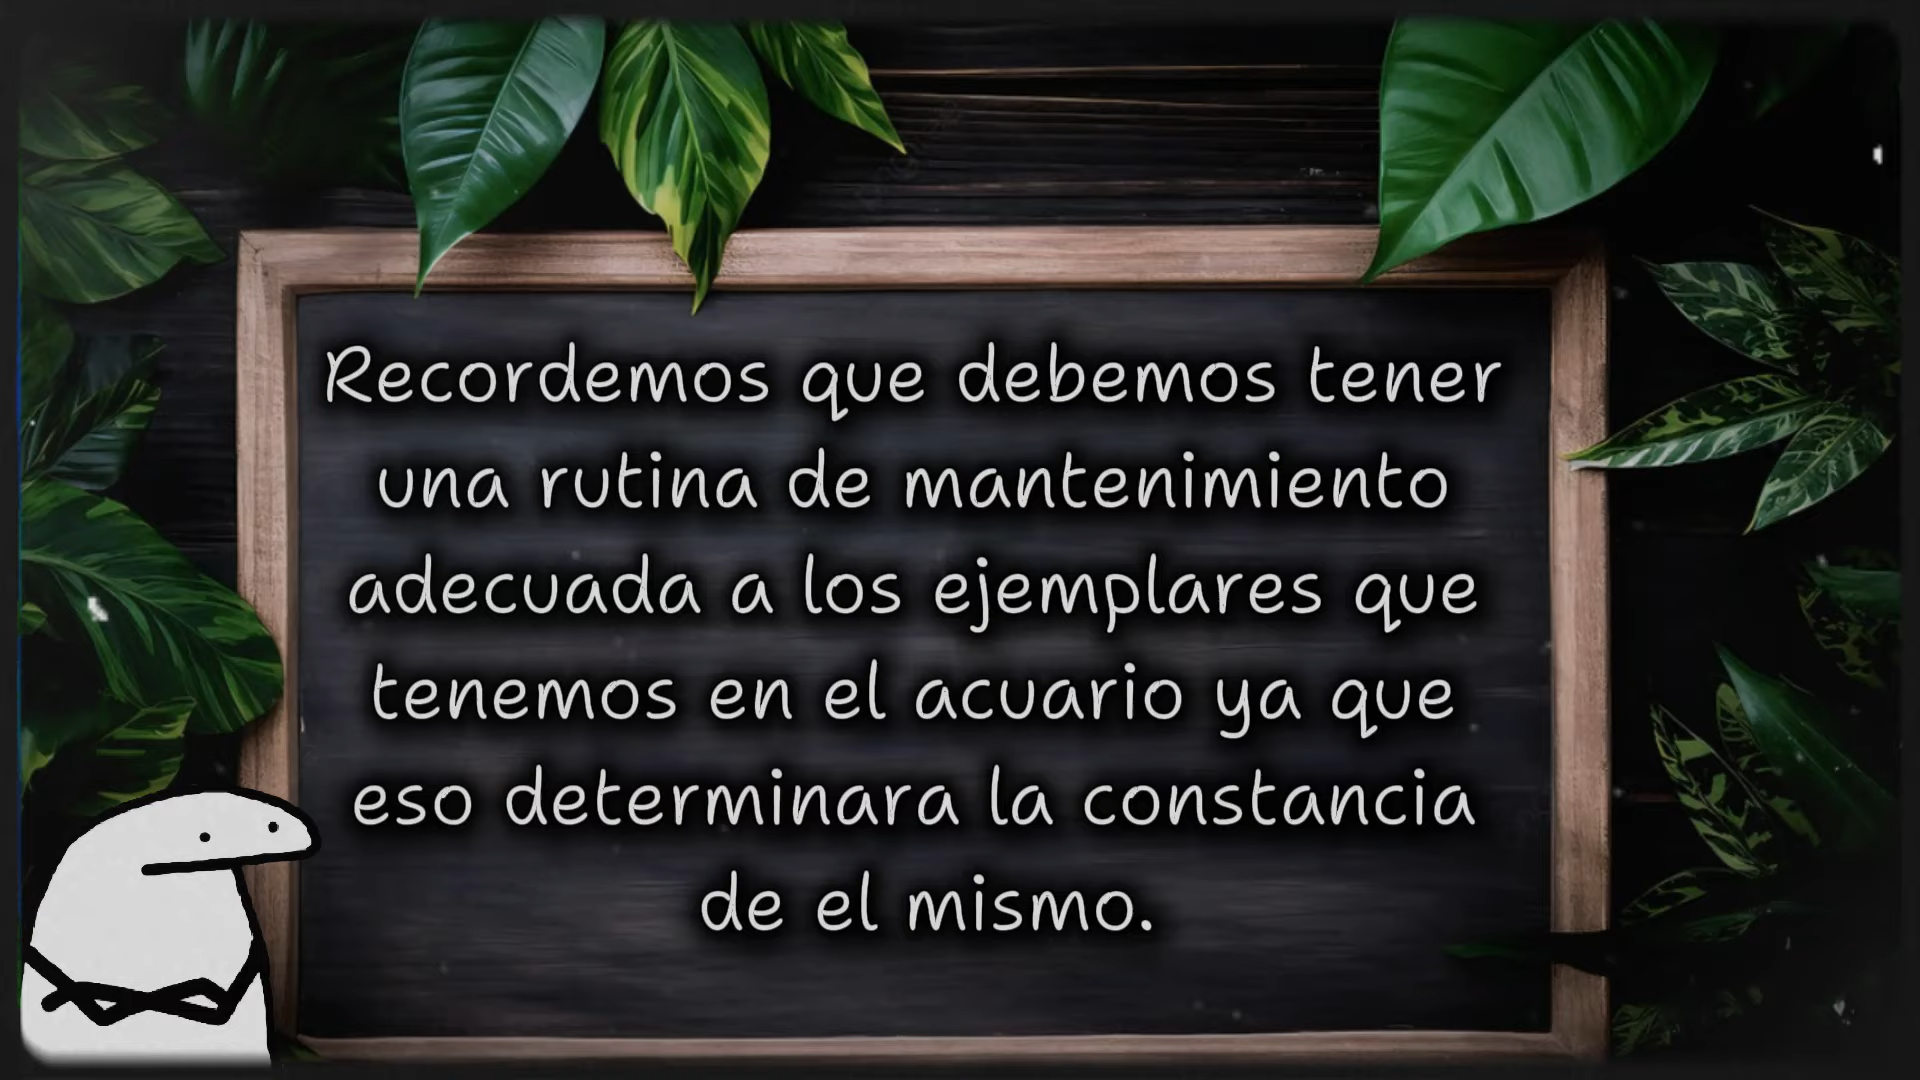 Recordemos que debemos tener
una rutina de mantenimiento
adecuada a los ejemplares que
tenemos en el acuario ya que
eso determinara la constancia
de el mismo.